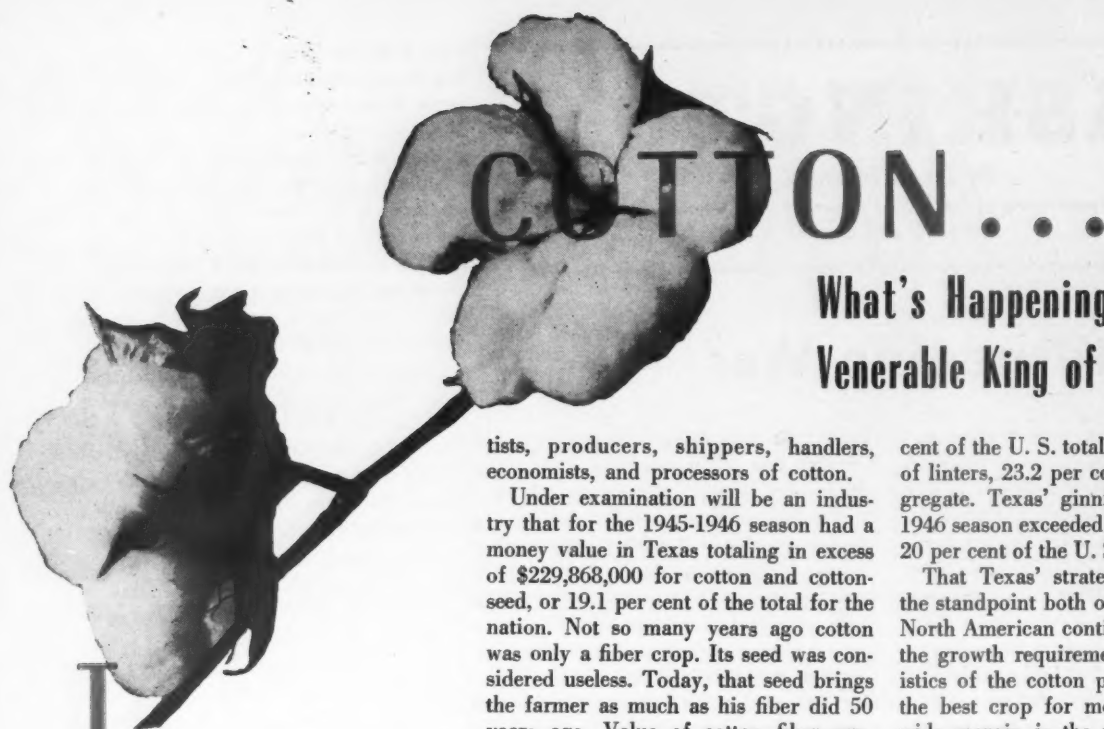 COTTON...
What's Happening
Venerable King of
tists, producers, shippers, handlers,
economists, and processors of cotton.
Under examination will be an indus-
try that for the 1945-1946 season had a
money value in Texas totaling in excess
of $229,868,000 for cotton and cotton-
seed, or 19.1 per cent of the total for the
nation. Not so many years ago cotton
was only a fiber crop. Its seed was con-
sidered useless. Today, that seed brings
the farmer as much as his fiber did 50
cent of the U. S. total
of linters, 23.2 per ce
gregate. Texas' ginn
1946 season exceeded
20 per cent of the U. S
That Texas' strate
the standpoint both o
North American conti
the growth requireme
istics of the cotton p
the best crop for mo
I